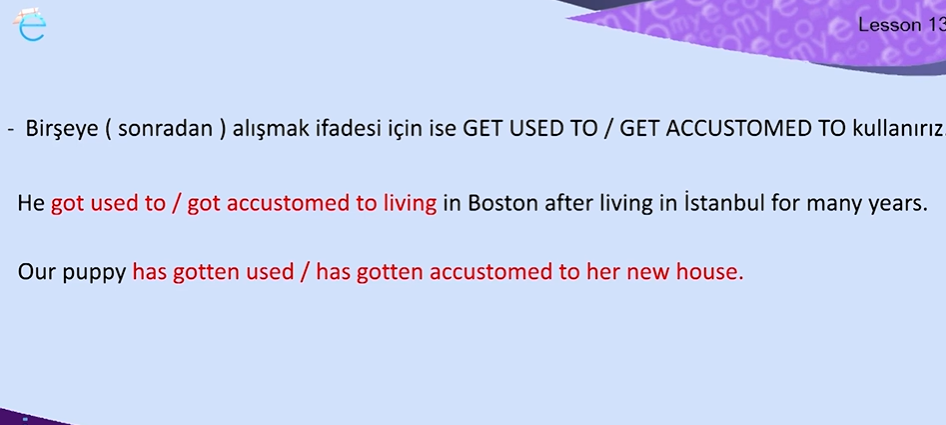 Lesson 13
- Birşeye ( sonradan ) alışmak ifadesi için ise GET USED TO / GET ACCUSTOMED TO kullanırız
He got used to / got accustomed to living in Boston after living in İstanbul for many years.
Our puppy has gotten used / has gotten accustomed to her new house.